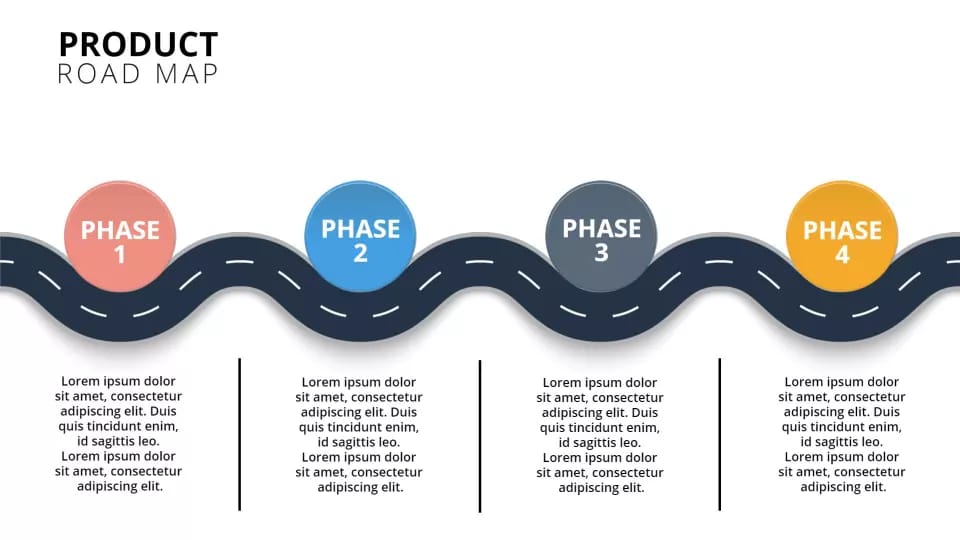 PRODUCT
ROAD MAP
PHASE
1
PHASE
2
PHASE
3
PHASE
4
Lorem ipsum dolor
sit amet, consectetur
adipiscing elit. Duis
quis tincidunt enim,
id sagittis leo.
Lorem ipsum dolor
sit amet, consectetur
adipiscing elit.
Lorem ipsum dolor
sit amet, consectetur
adipiscing elit. Duis
quis tincidunt enim,
id sagittis leo.
Lorem ipsum dolor
sit amet, consectetur
adipiscing elit.
Lorem ipsum dolor
sit amet, consectetur
adipiscing elit. Duis
quis tincidunt enim,
id sagittis leo.
Lorem ipsum dolor
sit amet, consectetur
adipiscing elit.
Lorem ipsum dolor
sit amet, consectetur
adipiscing elit. Duis
quis tincidunt enim,
id sagittis leo.
Lorem ipsum dolor
sit amet, consectetur
adipiscing elit.